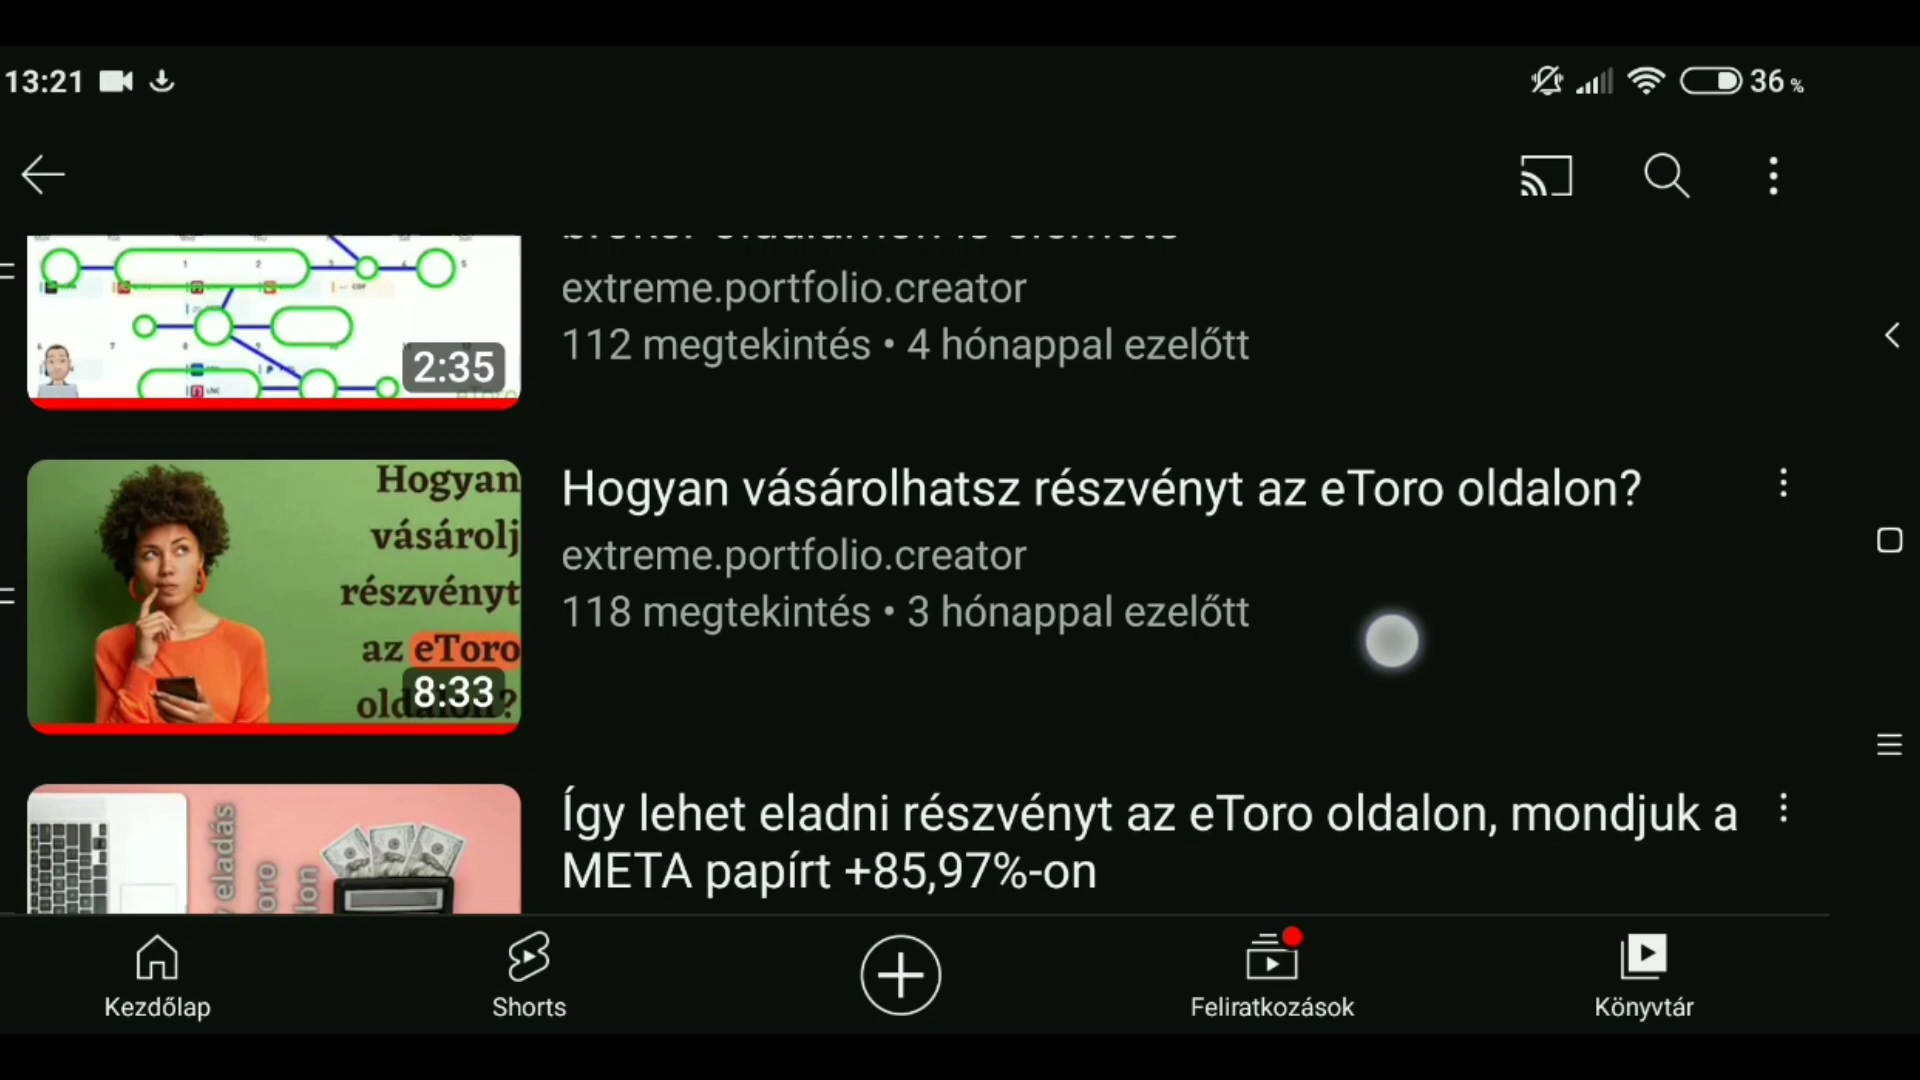 13:21
36 %
extreme.portfolio.creator
112 megtekintés • 4 hónappal ezelőtt
2:35
Hogyan
vásárolj
részvényt
az eToro
8:33
Hogyan vásárolhatsz részvényt az eToro oldalon?
extreme.portfolio.creator
118 megtekintés • 3 hónappal ezelőtt
eladás
Így lehet eladni részvényt az eToro oldalon, mondjuk a
META papírt +85,97%-on
Kezdőlap
Shorts
Feliratkozások
Könyvtár